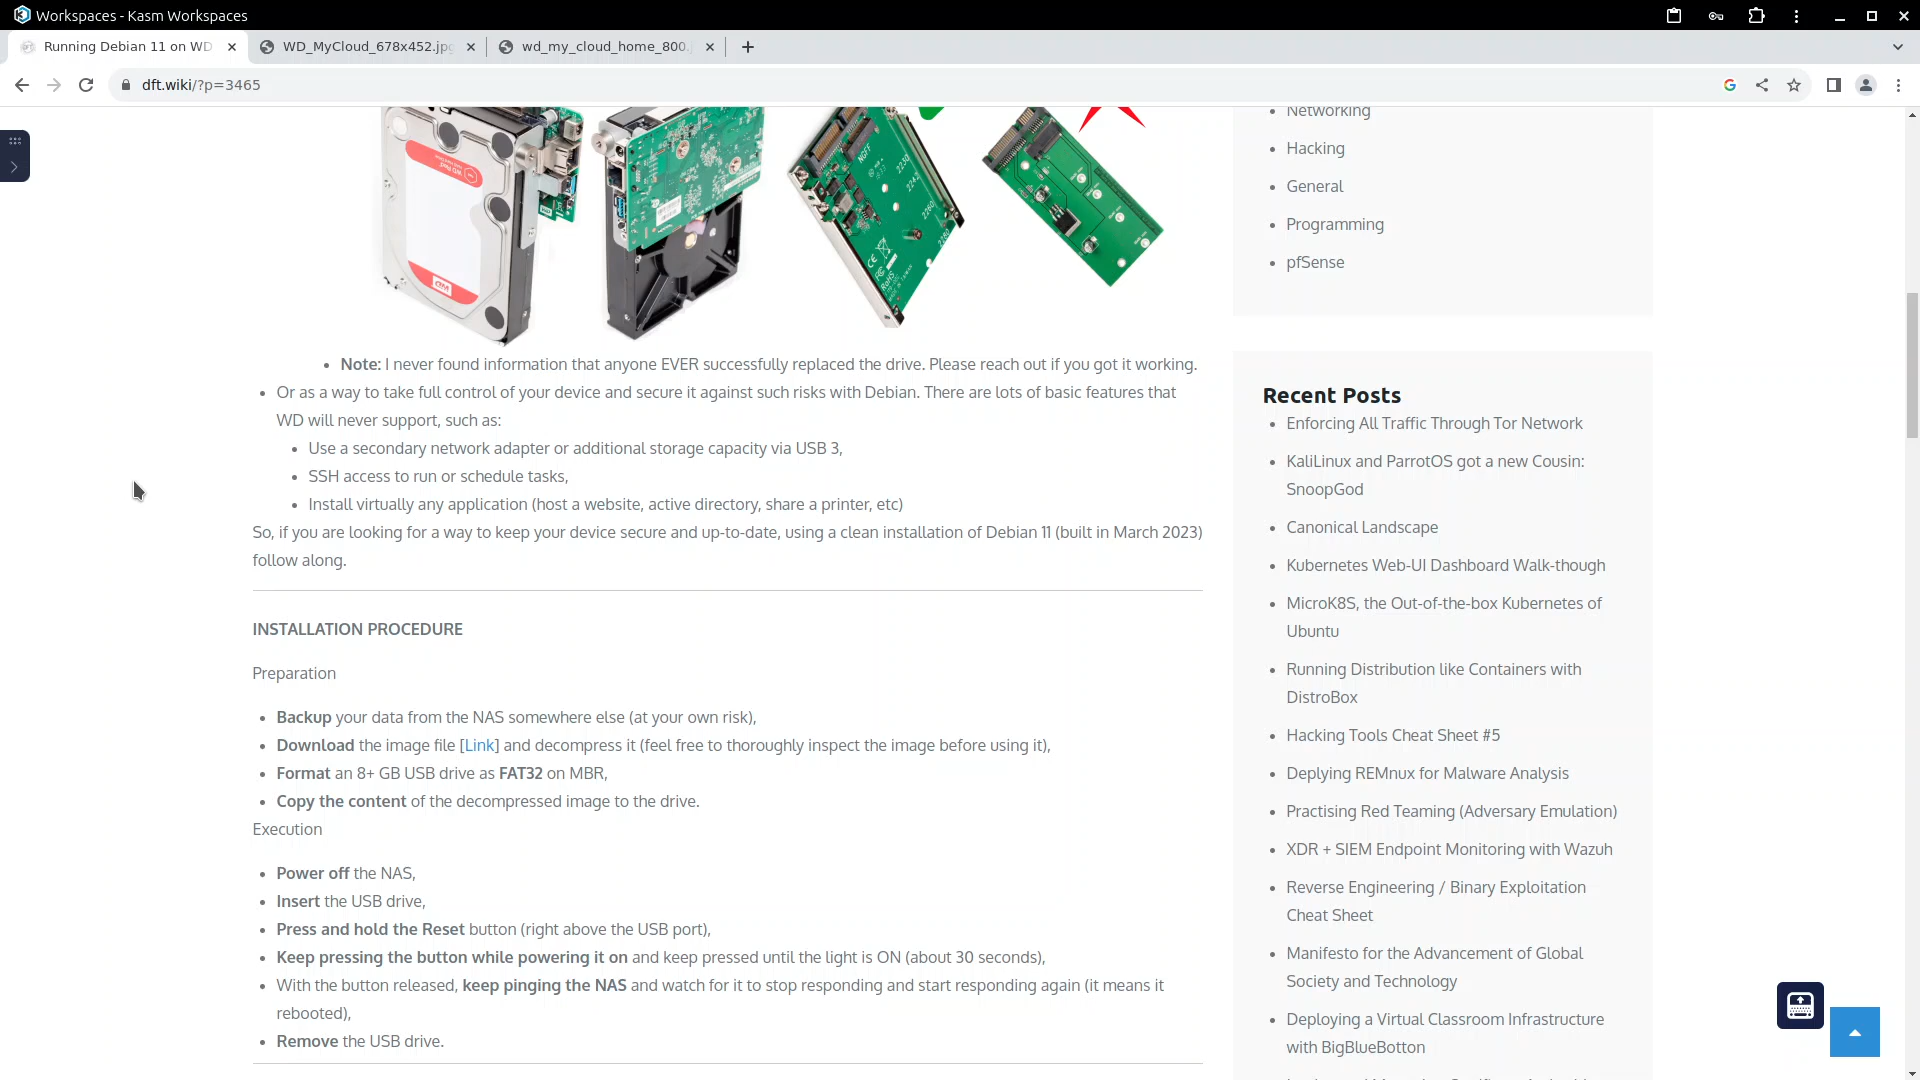 Workspaces - Kasm Workspaces
Running Debian 11 on WD
WD_MyCloud_678x452.jp
wd_my_cloud_home_800.
dft.wiki/?p=3465
WD
NGFF
2230
2242
2260
2280
CE
RoHS
Note: I never found information that anyone EVER successfully replaced the drive. Please reach out if you got it working.
Or as a way to take full control of your device and secure it against such risks with Debian. There are lots of basic features that
WD will never support, such as:
Use a secondary network adapter or additional storage capacity via USB 3,
SSH access to run or schedule tasks,
Install virtually any application (host a website, active directory, share a printer, etc)
So, if you are looking for a way to keep your device secure and up-to-date, using a clean installation of Debian 11 (built in March 2023)
follow along.
INSTALLATION PROCEDURE
Preparation
Backup your data from the NAS somewhere else (at your own risk),
Download the image file [Link] and decompress it (feel free to thoroughly inspect the image before using it),
Format an 8+ GB USB drive as FAT32 on MBR,
Copy the content of the decompressed image to the drive.
Execution
Power off the NAS,
Insert the USB drive,
Press and hold the Reset button (right above the USB port),
Keep pressing the button while powering it on and keep pressed until the light is ON (about 30 seconds),
With the button released, keep pinging the NAS and watch for it to stop responding and start responding again (it means it
rebooted),
Remove the USB drive.
Networking
Hacking
General
Programming
pfSense
Recent Posts
Enforcing All Traffic Through Tor Network
KaliLinux and ParrotOS got a new Cousin:
SnoopGod
Canonical Landscape
Kubernetes Web-UI Dashboard Walk-though
MicroK8S, the Out-of-the-box Kubernetes of
Ubuntu
Running Distribution like Containers with
DistroBox
Hacking Tools Cheat Sheet #5
Deplying REMnux for Malware Analysis
Practising Red Teaming (Adversary Emulation)
XDR + SIEM Endpoint Monitoring with Wazuh
Reverse Engineering / Binary Exploitation
Cheat Sheet
Manifesto for the Advancement of Global
Society and Technology
Deploying a Virtual Classroom Infrastructure
with BigBlueBotton